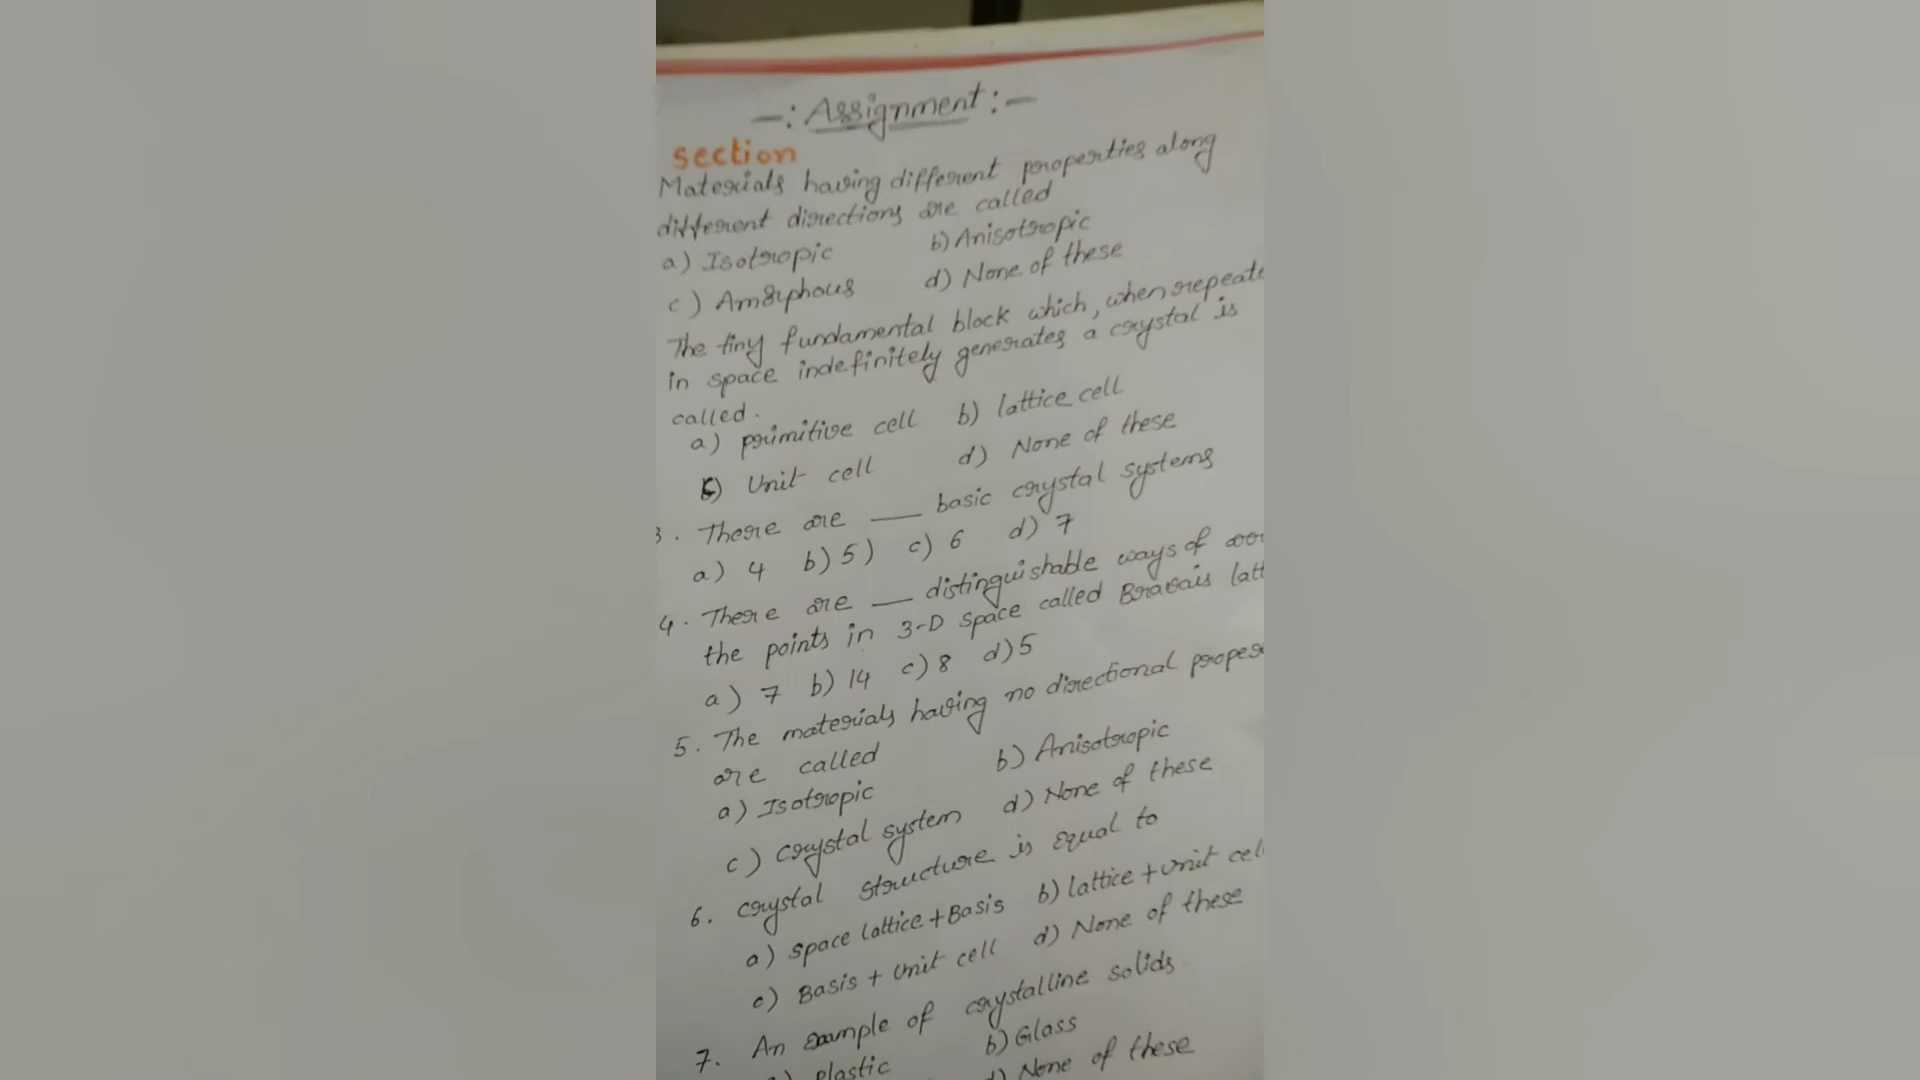 -: Assignment :-
section
Materials having different properties along
different directions are called
a) Isotropic b) Anisotropic
c) Amorphous d) None of these
The tiny fundamental block which, when repeate
in space indefinitely generates a crystal is
called.
a) primitive cell b) lattice cell
c) Unit cell d) None of these
3. There are ___ basic crystal systems
a) 4 b) 5) c) 6 d) 7
4. There are ___ distinguishable ways of
the points in 3-D space called Bravais latt
a) 7 b) 14 c) 8 d) 5
5. The materials having no directional proper
are called
a) Isotropic b) Anisotropic
c) crystal system d) None of these
6. crystal structure is Equal to
a) space lattice + Basis b) lattice + unit cell
c) Basis + Unit cell d) None of these
7. An Example of crystalline solids
plastic b) Glass
None of these